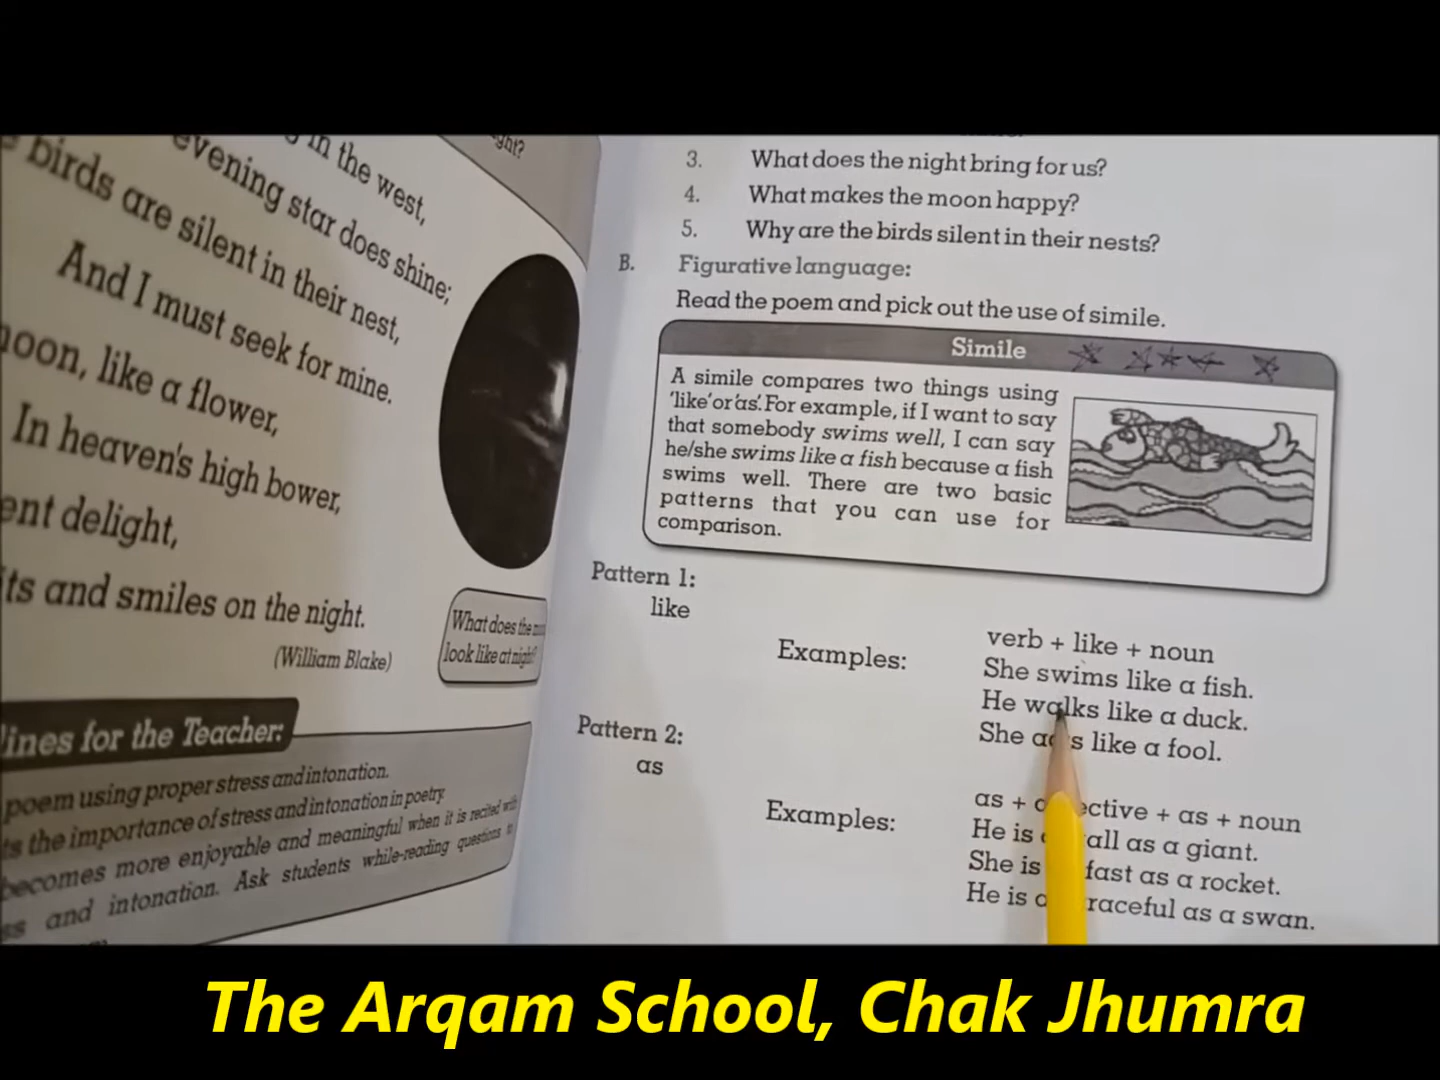 ght?
in the west,
evening star does shine;
birds are silent in their nest,
And I must seek for mine.
moon, like a flower,
In heaven's high bower,
delight,
and smiles on the night.
(William Blake)
What does the
look like at night?
for the Teacher:
poem using proper stress and intonation.
the importance of stress and intonation in poetry.
becomes more enjoyable and meaningful when it is recited with
and intonation. Ask students while-reading questions
3. What does the night bring for us?
4. What makes the moon happy?
5. Why are the birds silent in their nests?
B. Figurative language:
Read the poem and pick out the use of simile.
Simile
A simile compares two things using
'like' or 'as'. For example, if I want to say
that somebody swims well, I can say
he/she swims like a fish because a fish
swims well. There are two basic
patterns that you can use for
comparison.
Pattern 1:
like
Examples:
verb + like + noun
She swims like a fish.
He walks like a duck.
She like a fool.
Pattern 2:
as
Examples:
as + + as + noun
He is as a giant.
She is fast as a rocket.
He is as a swan.
The Arqam School, Chak Jhumra